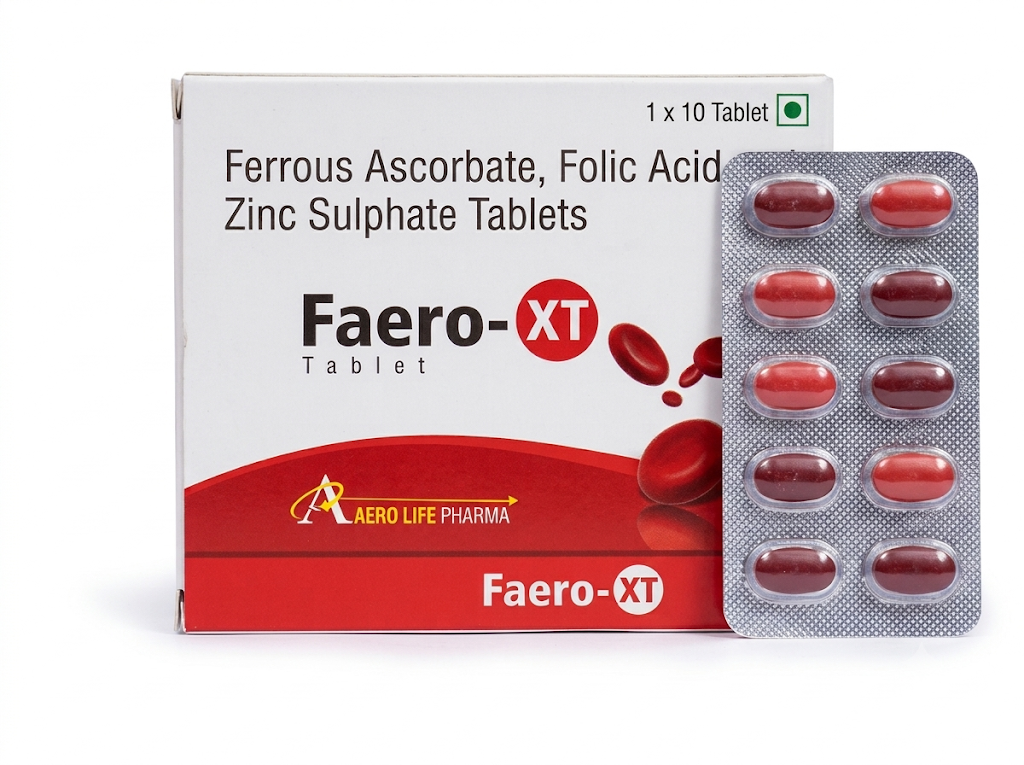 1 x 10 Tablet
Ferrous Ascorbate, Folic Acid
Zinc Sulphate Tablets
Faero-XT
Tablet
AERO LIFE PHARMA
Faero-XT